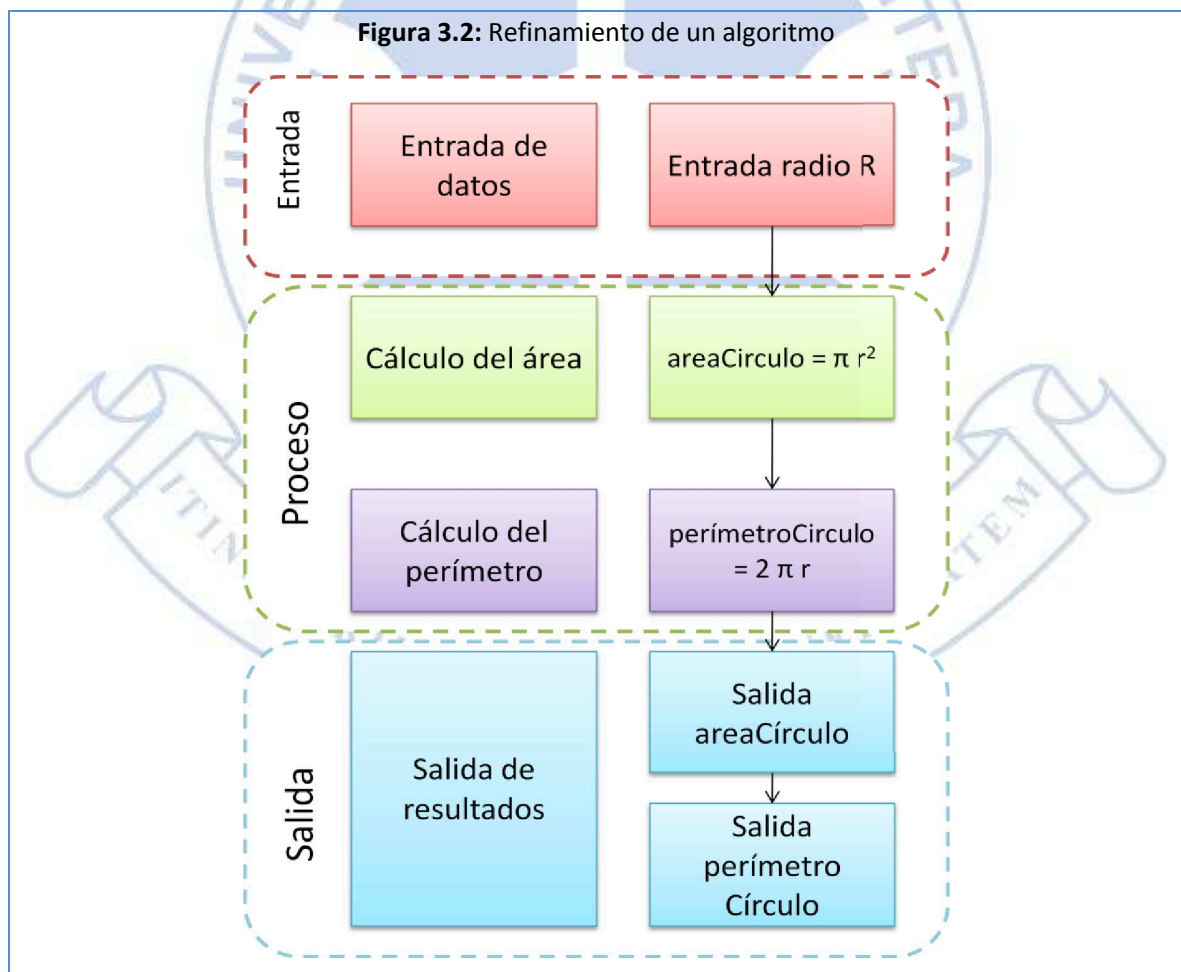 Figura 3.2: Refinamiento de un algoritmo
Entrada
Entrada de
datos
Entrada radio R
Proceso
Cálculo del área
areaCirculo = π r²
Cálculo del
perímetro
perímetroCirculo
= 2 π r
Salida
Salida de
resultados
Salida
areaCírculo
Salida
perímetro
Círculo